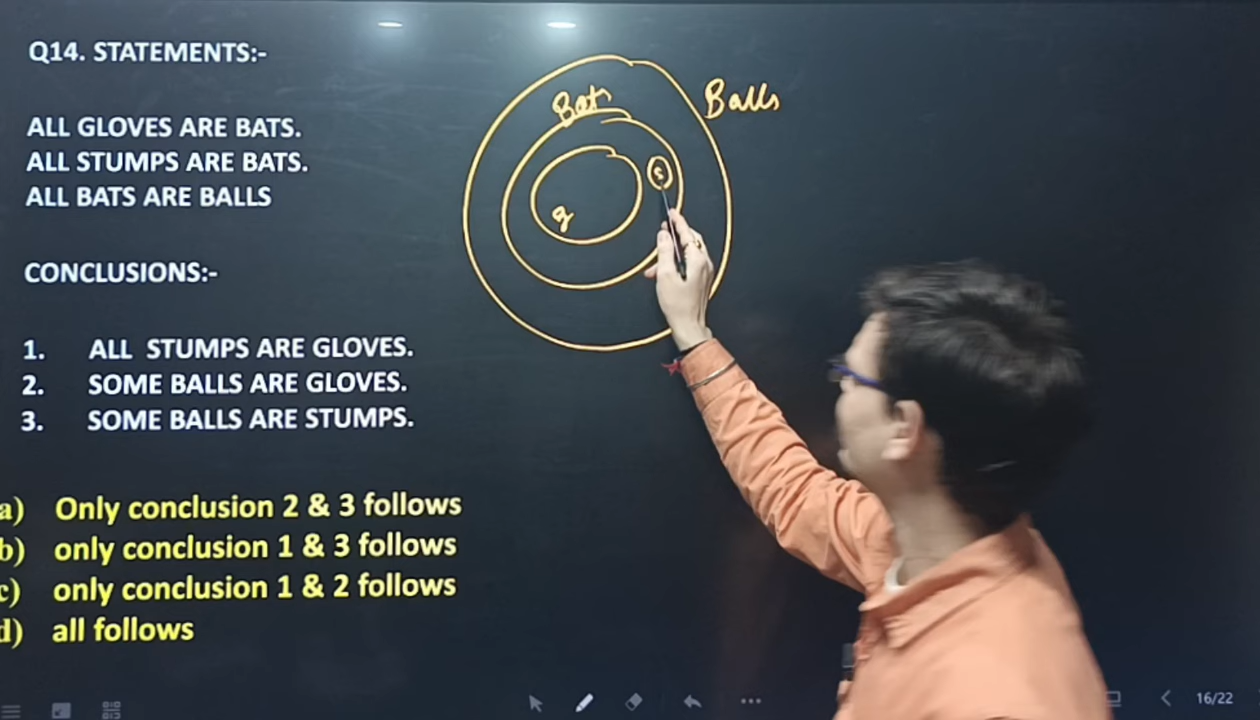 Q14. STATEMENTS:-
ALL GLOVES ARE BATS.
ALL STUMPS ARE BATS.
ALL BATS ARE BALLS
CONCLUSIONS:-
1. ALL STUMPS ARE GLOVES.
2. SOME BALLS ARE GLOVES.
3. SOME BALLS ARE STUMPS.
a) Only conclusion 2 & 3 follows
b) only conclusion 1 & 3 follows
c) only conclusion 1 & 2 follows
d) all follows
Bats
Balls
g
s
16/22